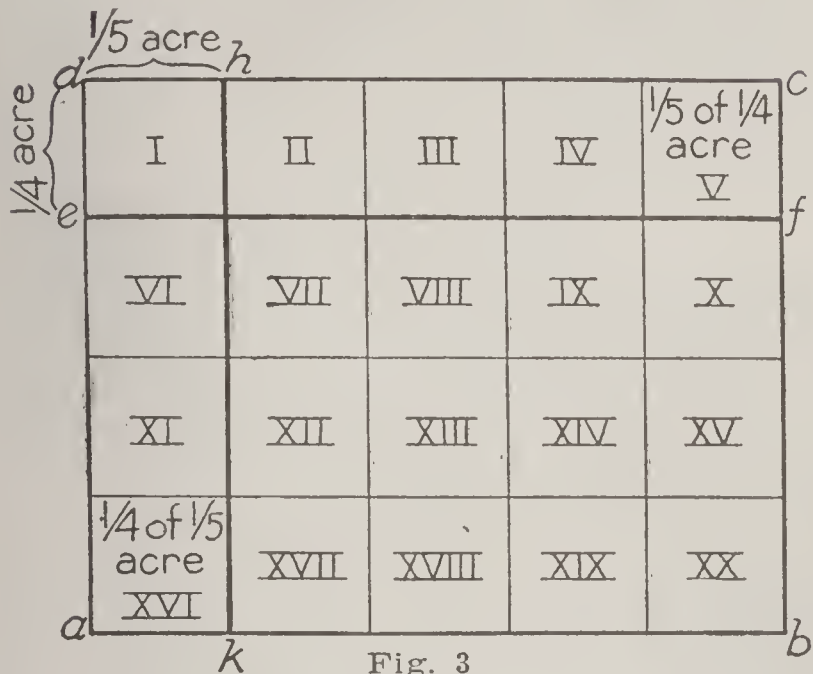 1/5 acre
d h c
1/4 acre
I II III IV 1/5 of 1/4
acre
V
e f
VI VII VIII IX X
XI XII XIII XIV XV
1/4 of 1/5
acre
XVI XVII XVIII XIX XX
a b
k
Fig. 3